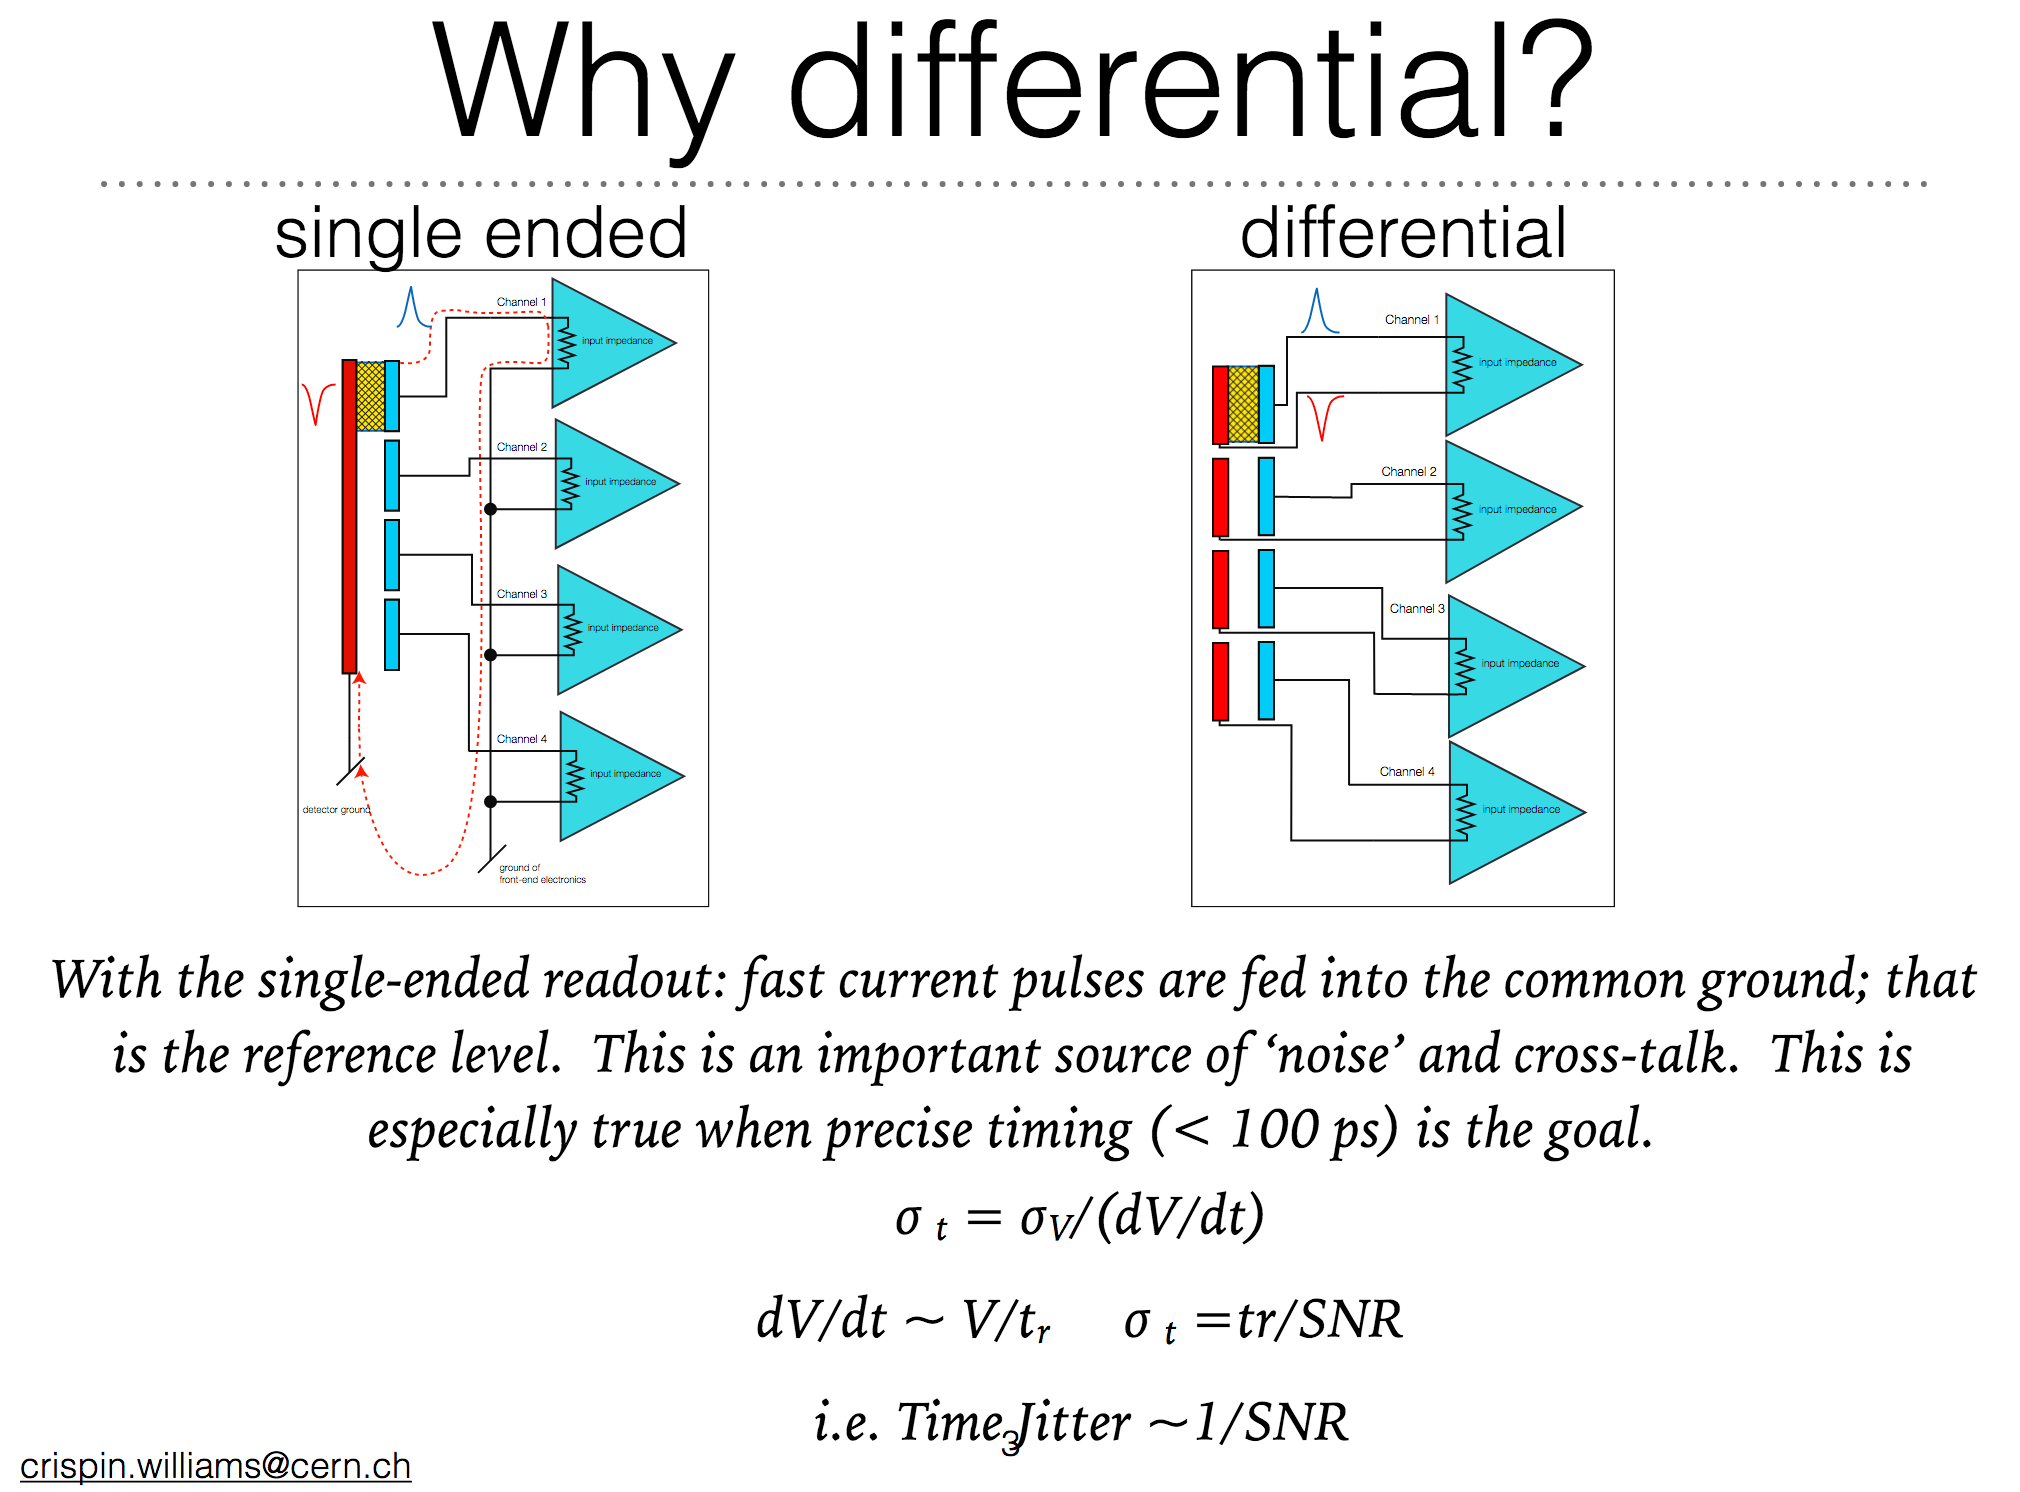 Why differential?
single ended
differential
Channel 1
input impedance
Channel 2
input impedance
Channel 3
input impedance
Channel 4
input impedance
detector ground
ground of
front-end electronics
Channel 1
input impedance
Channel 2
input impedance
Channel 3
input impedance
Channel 4
input impedance
With the single-ended readout: fast current pulses are fed into the common ground; that
is the reference level.  This is an important source of ‘noise’ and cross-talk.  This is
especially true when precise timing (< 100 ps) is the goal.
σ t = σV/(dV/dt)
dV/dt ~ V/tr     σ t =tr/SNR
i.e. Time Jitter ~1/SNR
3
crispin.williams@cern.ch